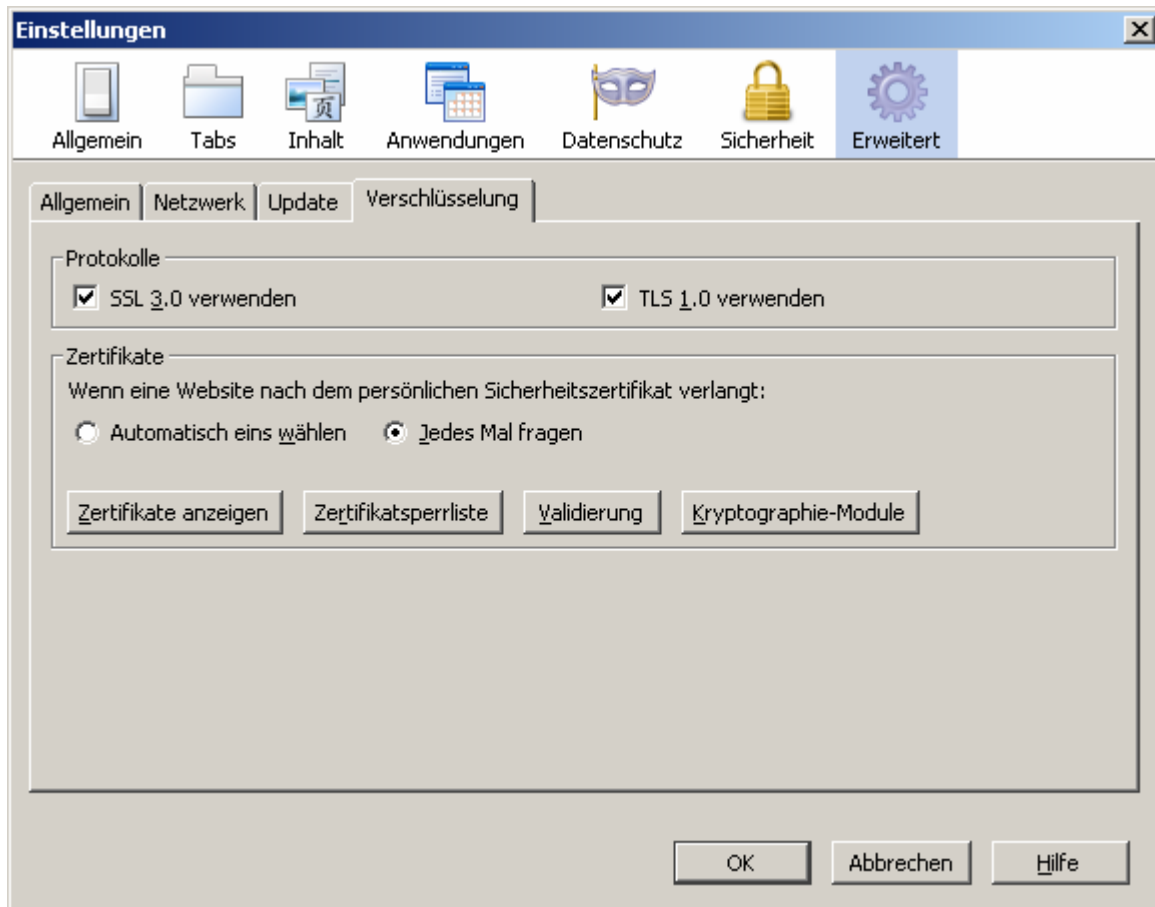 Einstellungen
Allgemein Tabs Inhalt Anwendungen Datenschutz Sicherheit Erweitert
Allgemein Netzwerk Update Verschlüsselung
Protokolle
SSL 3.0 verwenden TLS 1.0 verwenden
Zertifikate
Wenn eine Website nach dem persönlichen Sicherheitszertifikat verlangt:
Automatisch eins wählen Jedes Mal fragen
Zertifikate anzeigen Zertifikatsperrliste Validierung Kryptographie-Module
OK Abbrechen Hilfe